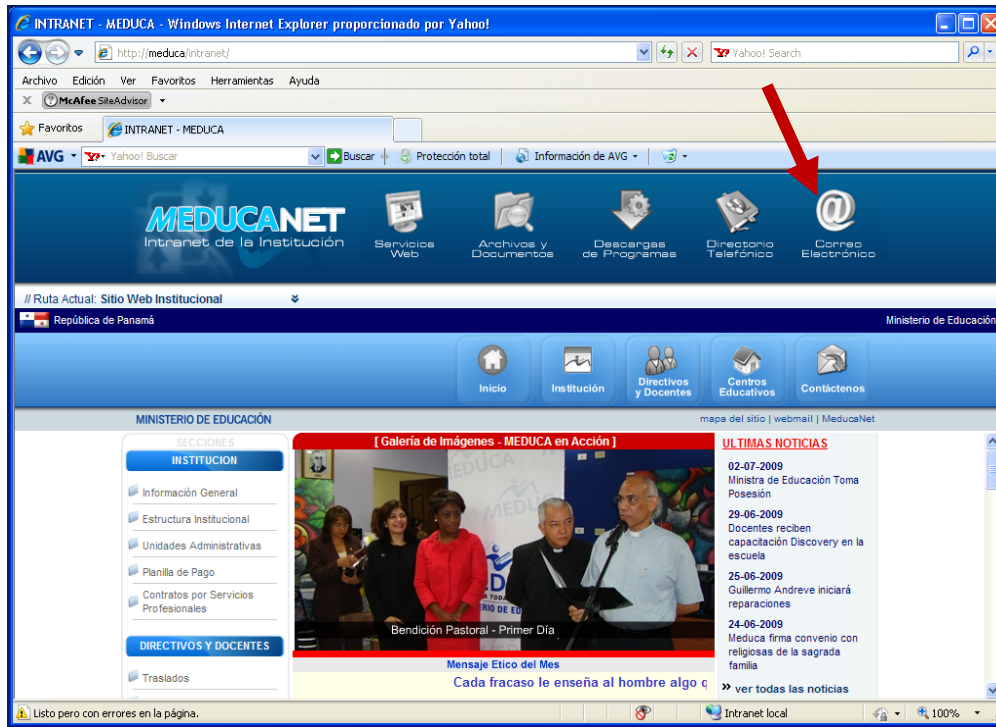 INTRANET - MEDUCA - Windows Internet Explorer proporcionado por Yahoo!
http://meduca/intranet/
Yahoo! Search
Archivo Edición Ver Favoritos Herramientas Ayuda
X McAfee SiteAdvisor
Favoritos INTRANET - MEDUCA
AVG Yahoo! Buscar Buscar Protección total Información de AVG
MEDUCANET
Intranet de la Institución
Servicios
Web
Archivos y
Documentos
Descargas
de Programas
Directorio
Telefónico
@
Correo
Electrónico
// Ruta Actual: Sitio Web Institucional
República de Panamá
Ministerio de Educación
Inicio
Institución
Directivos
y Docentes
Centros
Educativos
Contáctenos
MINISTERIO DE EDUCACIÓN
mapa del sitio | webmail | MeducaNet
SECCIONES
INSTITUCION
Información General
Estructura Institucional
Unidades Administrativas
Planilla de Pago
Contratos por Servicios
Profesionales
DIRECTIVOS Y DOCENTES
Traslados
[ Galería de Imágenes - MEDUCA en Acción ]
MEDUCA
Bendición Pastoral - Primer Día
Mensaje Etico del Mes
Cada fracaso le enseña al hombre algo q
ULTIMAS NOTICIAS
02-07-2009
Ministra de Educación Toma
Posesión
29-06-2009
Docentes reciben
capacitación Discovery en la
escuela
25-06-2009
Guillermo Andreve iniciará
reparaciones
24-06-2009
Meduca firma convenio con
religiosas de la sagrada
familia
» ver todas las noticias
Listo pero con errores en la página.
Intranet local
100%